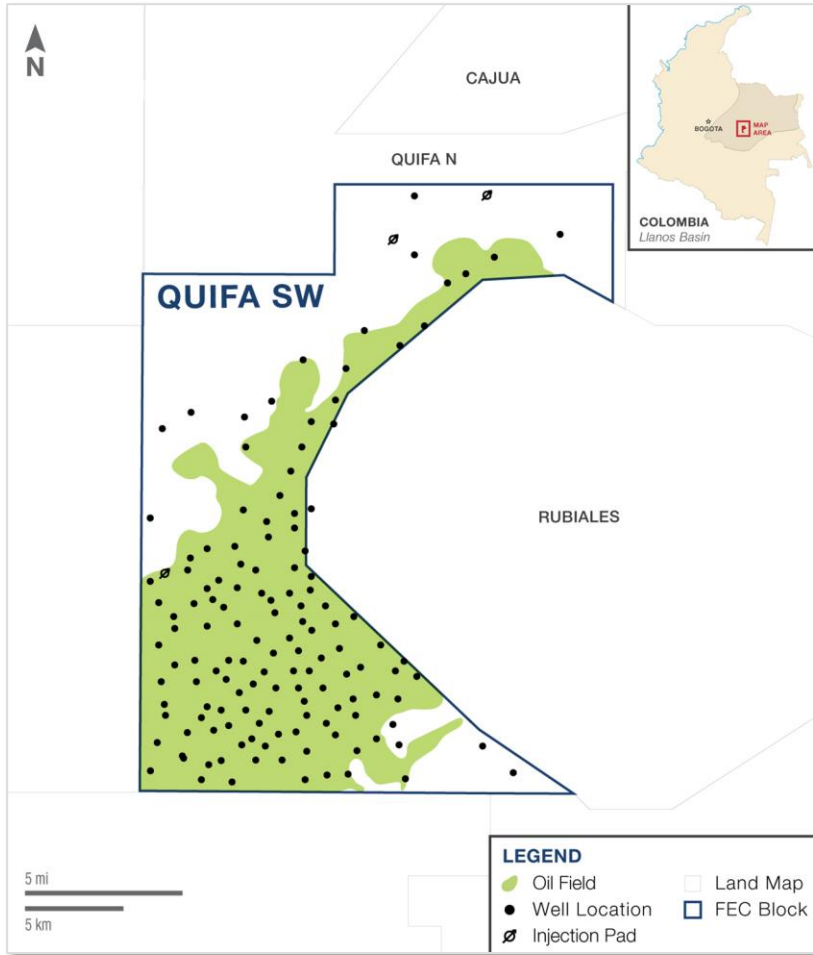 N
CAJUA
QUIFA N
BOGOTA
MAP
AREA
COLOMBIA
Llanos Basin
QUIFA SW
RUBIALES
5 mi
5 km
LEGEND
Oil Field
Land Map
Well Location
FEC Block
Injection Pad